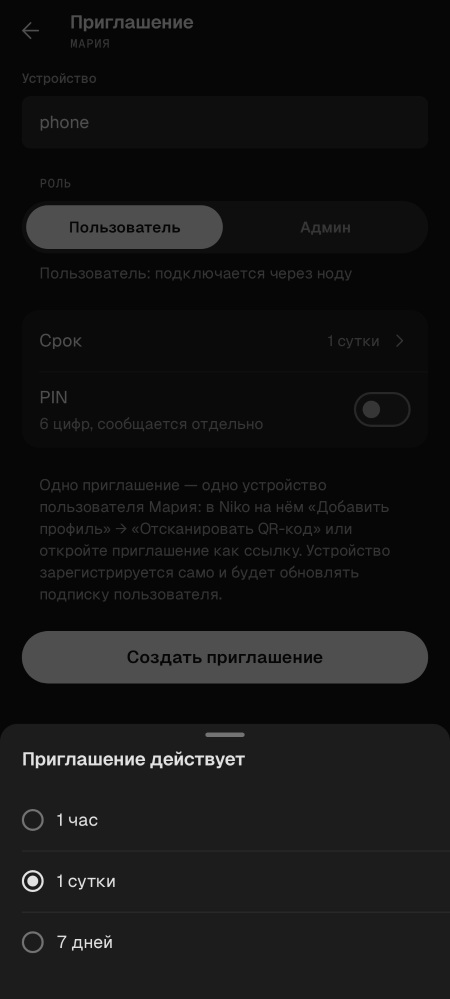 Приглашение
МАРИЯ
Устройство
phone
РОЛЬ
Пользователь
Админ
Пользователь: подключается через ноду
Срок
1 сутки
PIN
6 цифр, сообщается отдельно
Одно приглашение — одно устройство
пользователя Мария: в Niko на нём «Добавить
профиль» → «Отсканировать QR-код» или
откройте приглашение как ссылку. Устройство
зарегистрируется само и будет обновлять
подписку пользователя.
Создать приглашение
Приглашение действует
1 час
1 сутки
7 дней